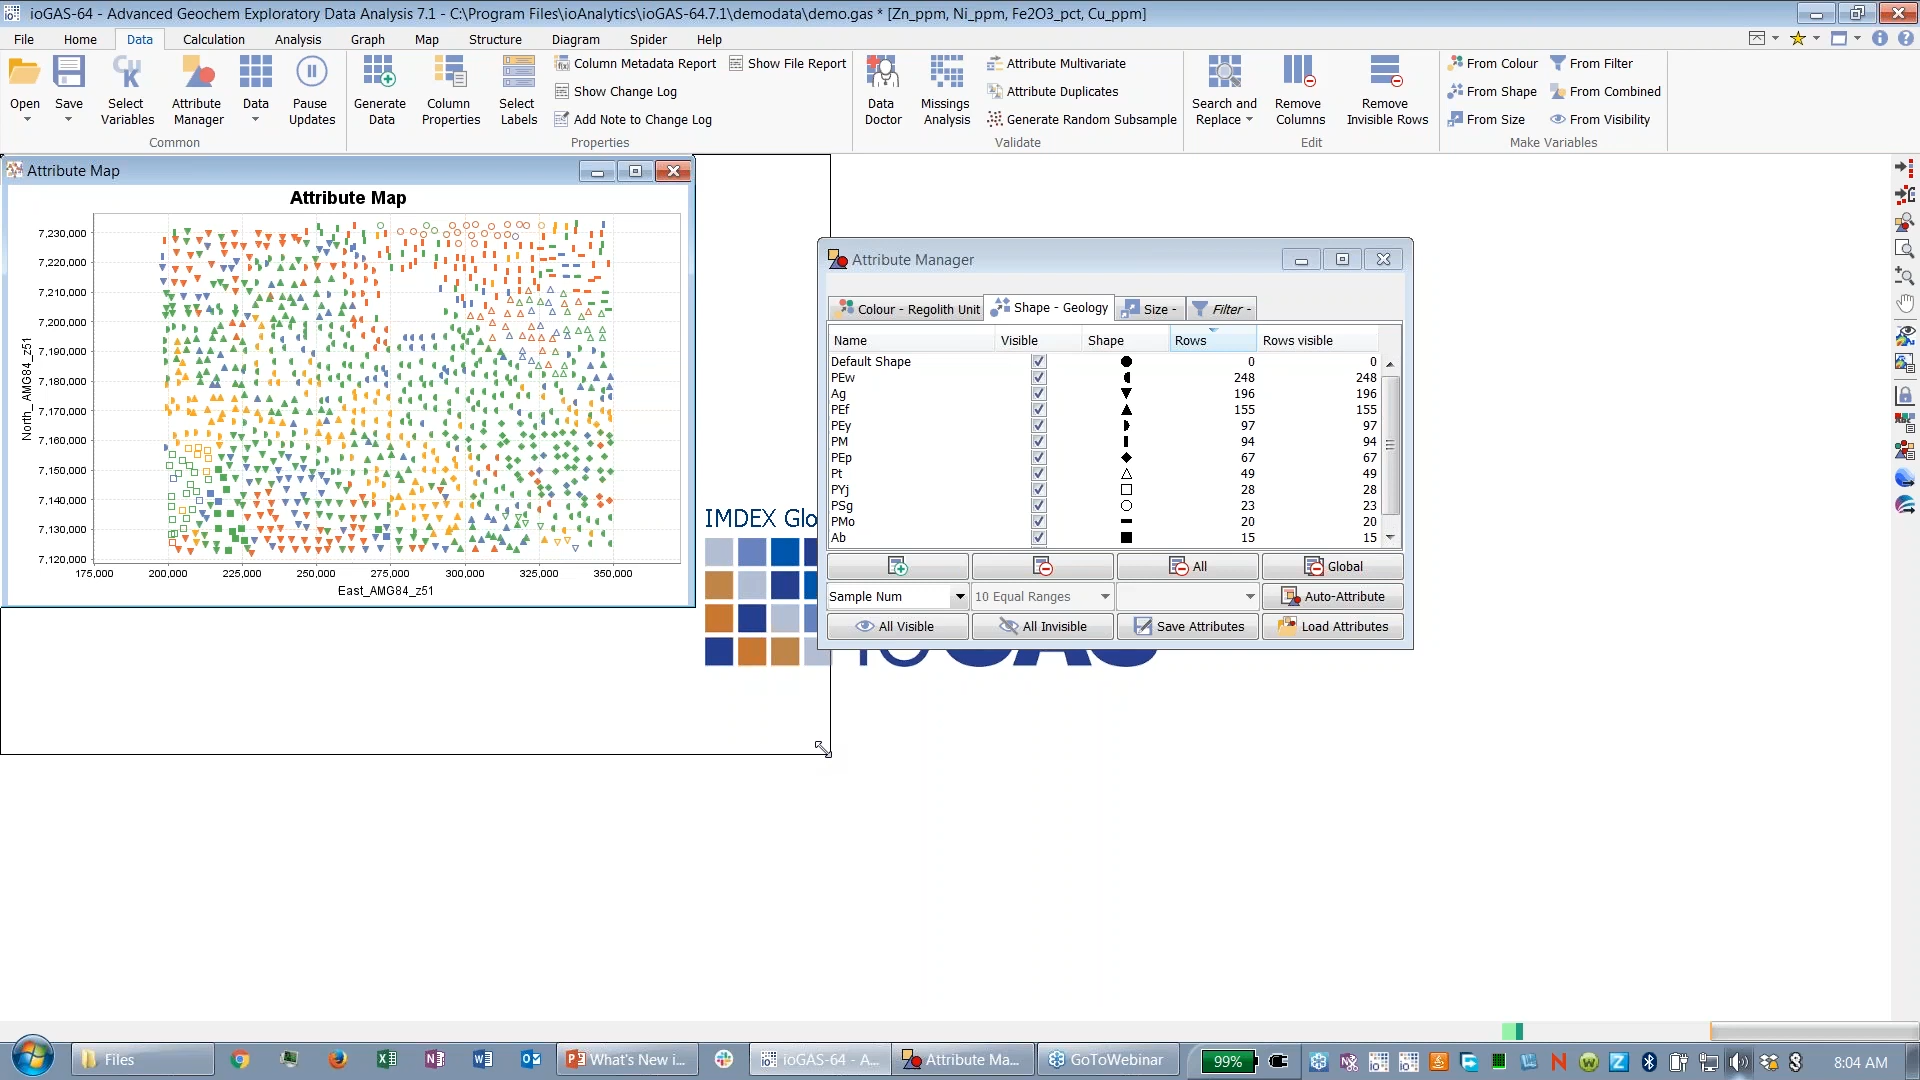 ioGAS-64 - Advanced Geochem Exploratory Data Analysis 7.1 - C:\Program Files\ioAnalytics\ioGAS-64.7.1\demodata\demo.gas * [Zn_ppm, Ni_ppm, Fe2O3_pct, Cu_ppm]
File Home Data Calculation Analysis Graph Map Structure Diagram Spider Help
Open Save Select Variables Attribute Manager Data Pause Updates
Common
Generate Data Column Properties Select Labels
Column Metadata Report Show File Report
Show Change Log
Add Note to Change Log
Properties
Data Doctor Missings Analysis
Attribute Multivariate
Attribute Duplicates
Generate Random Subsample
Validate
Search and Replace Remove Columns Remove Invisible Rows
Edit
From Colour From Filter
From Shape From Combined
From Size From Visibility
Make Variables
Attribute Map
Attribute Map
7,230,000
7,220,000
7,210,000
7,200,000
7,190,000
7,180,000
7,170,000
7,160,000
7,150,000
7,140,000
7,130,000
7,120,000
North_AMG84_z51
175,000 200,000 225,000 250,000 275,000 300,000 325,000 350,000
East_AMG84_z51
IMDEX Glo
ioGAS
Attribute Manager
Colour - Regolith Unit Shape - Geology Size - Filter -
Name Visible Shape Rows Rows visible
Default Shape 0 0
PEw 248 248
Ag 196 196
PEf 155 155
PEy 97 97
PM 94 94
PEp 67 67
Pt 49 49
PYj 28 28
PSg 23 23
PMo 20 20
Ab 15 15
All Global
Sample Num 10 Equal Ranges Auto-Attribute
All Visible All Invisible Save Attributes Load Attributes
Files What's New i... ioGAS-64 - A... Attribute Ma... GoToWebinar 99% 8:04 AM